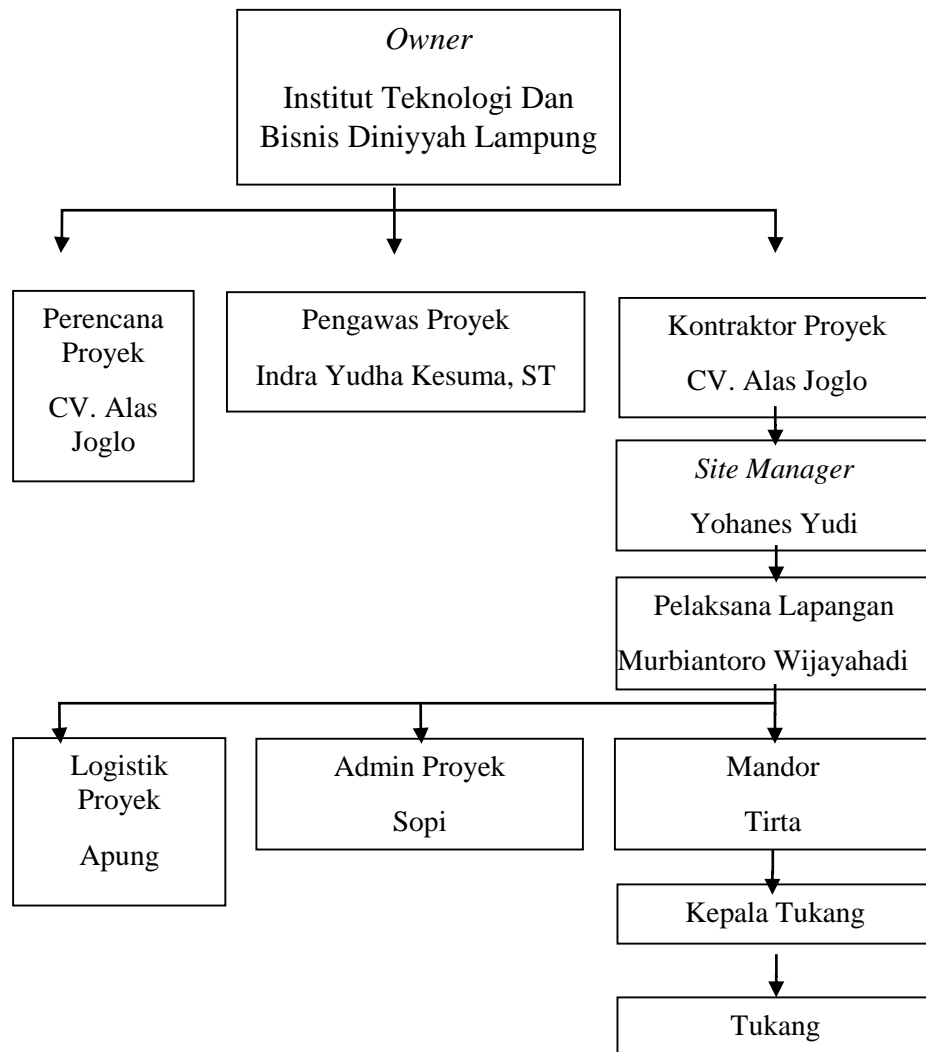 Owner
Institut Teknologi Dan
Bisnis Diniyyah Lampung
Perencana
Proyek
CV. Alas
Joglo
Pengawas Proyek
Indra Yudha Kesuma, ST
Kontraktor Proyek
CV. Alas Joglo
Site Manager
Yohanes Yudi
Pelaksana Lapangan
Murbiantoro Wijayahadi
Logistik
Proyek
Apung
Admin Proyek
Sopi
Mandor
Tirta
Kepala Tukang
Tukang